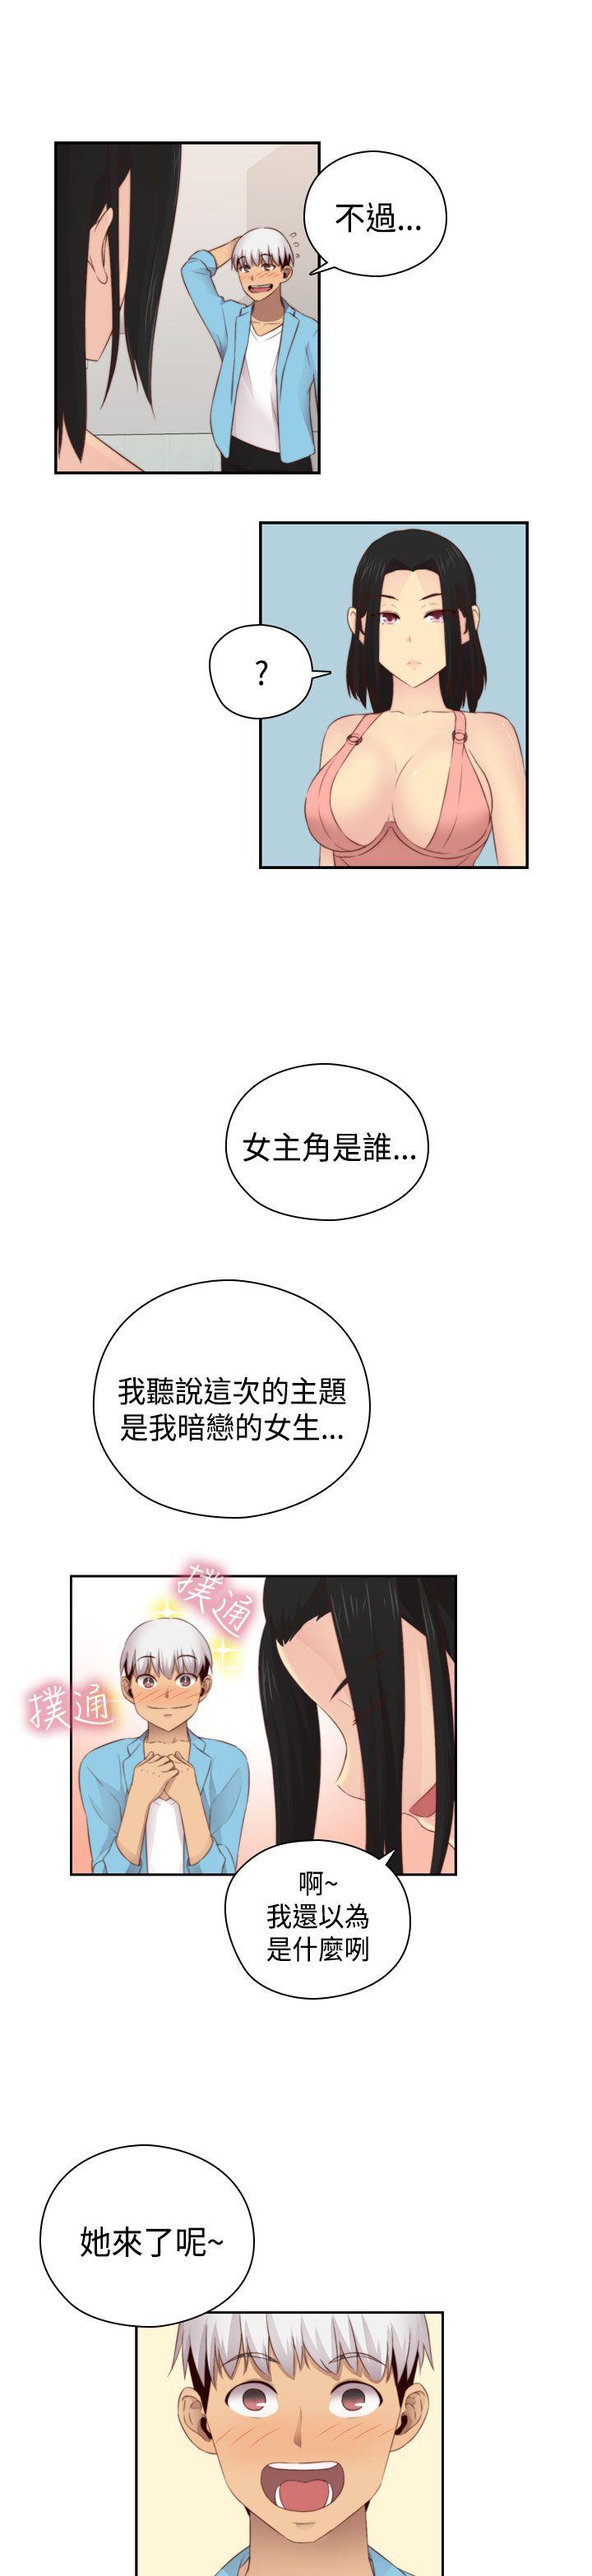 不過...
?
女主角是誰...
我聽說這次的主題
是我暗戀的女生...
撲通
撲通
啊~
我還以為
是什麼咧
她來了呢~